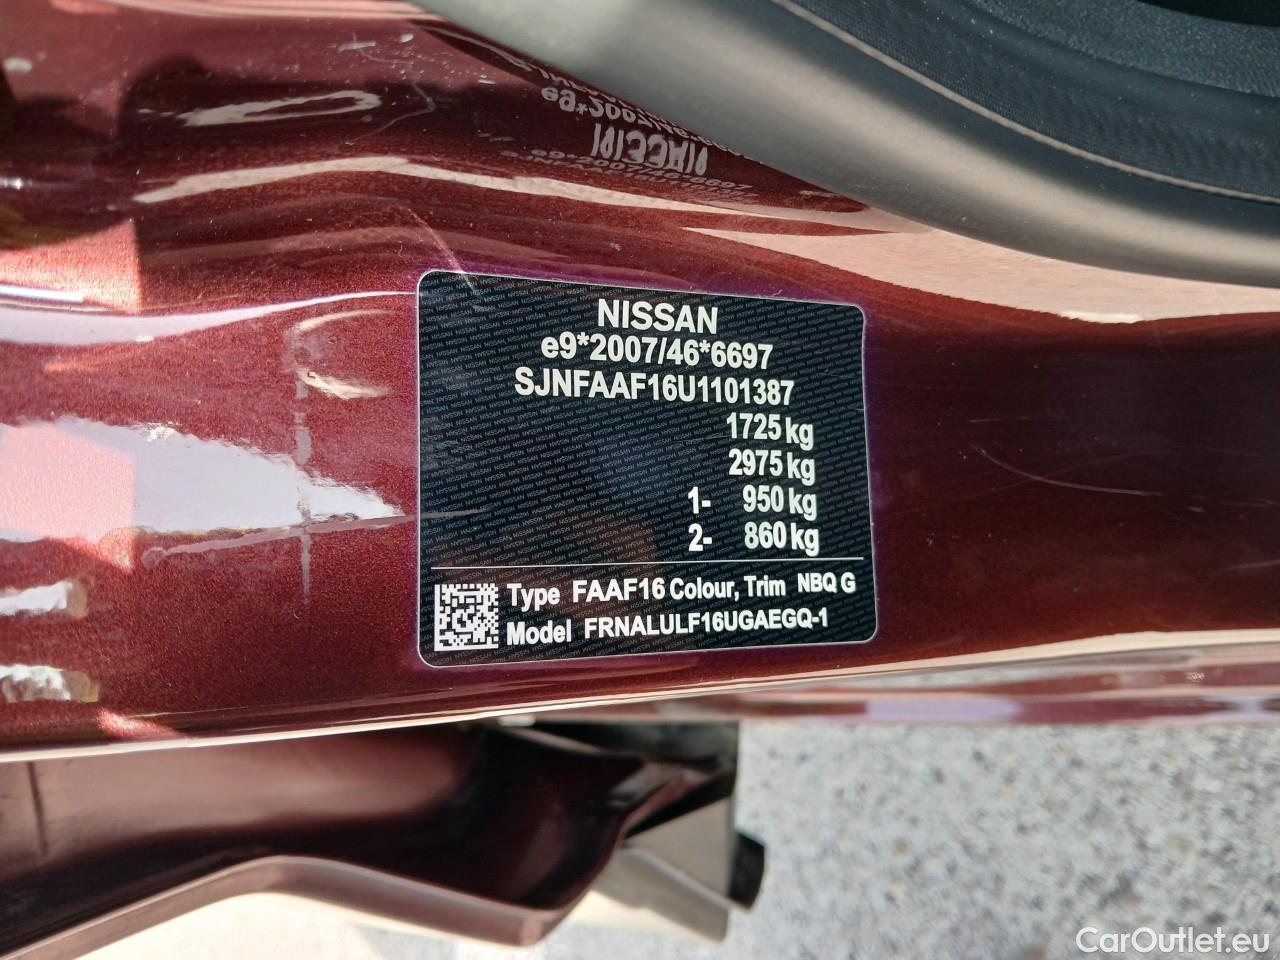 NISSAN
e9*2007/46*6697
SJNFAAF16U1101387
1725 kg
2975 kg
1- 950 kg
2- 860 kg
Type FAAF16 Colour, Trim NBQ G
Model FRNALULF16UGAEGQ-1
CarOutlet.eu